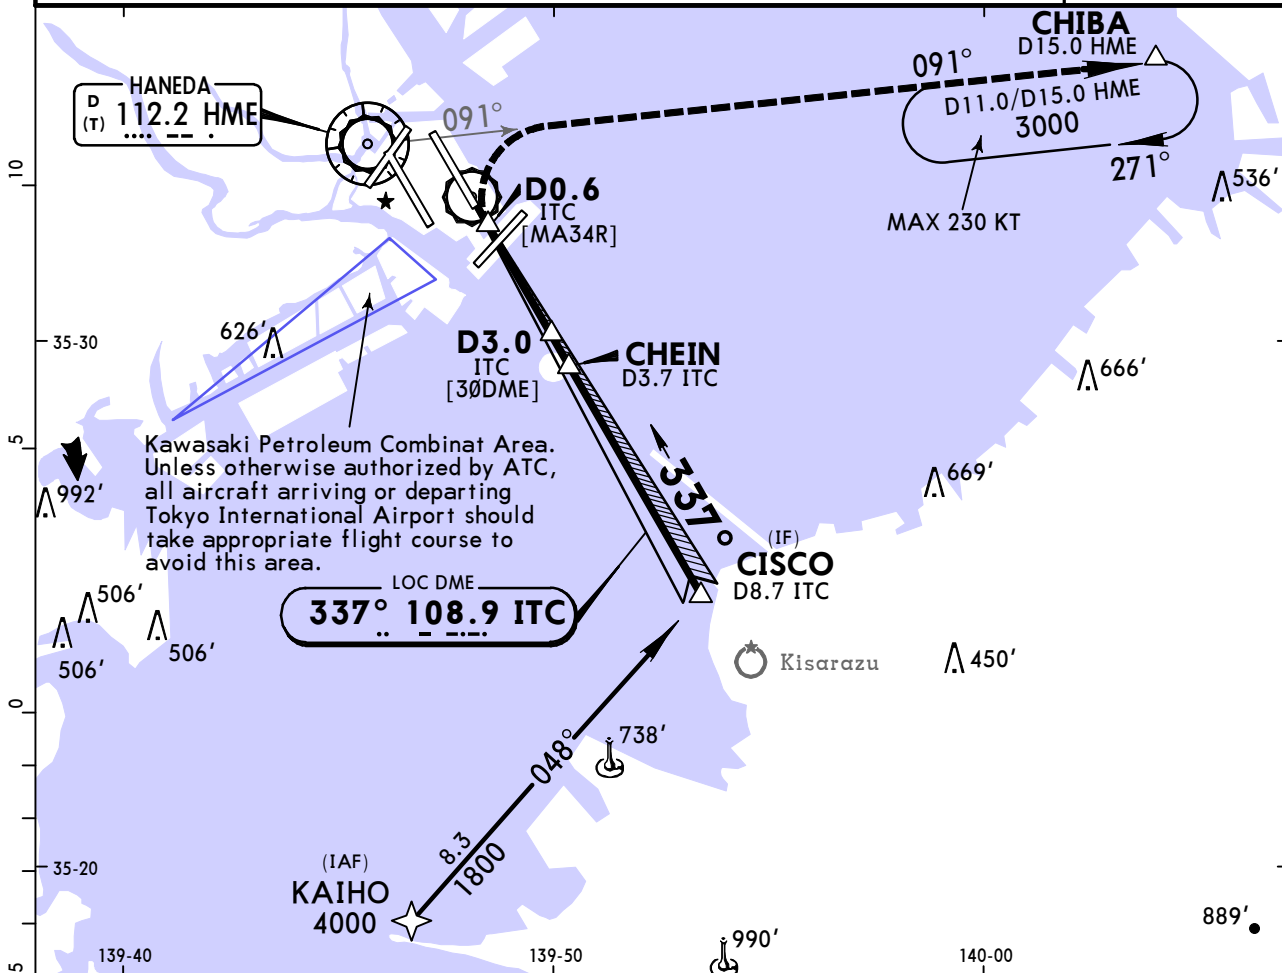 CHIBA
D15.0 HME
091°
D11.0/D15.0 HME
3000
271°
MAX 230 KT
HANEDA
D
(T)
112.2 HME
091°
10
D0.6
ITC
[MA34R]
536'
626'
35-30
D3.0
ITC
[3ØDME]
CHEIN
D3.7 ITC
666'
Kawasaki Petroleum Combinat Area.
Unless otherwise authorized by ATC,
all aircraft arriving or departing
Tokyo International Airport should
take appropriate flight course to
avoid this area.
5
992'
337°
669'
(IF)
CISCO
D8.7 ITC
LOC DME
337° 108.9 ITC
506'
506'
506'
Kisarazu
450'
0
738'
048°
8.3
1800
35-20
(IAF)
KAIHO
4000
889'
990'
5
139-40
139-50
140-00